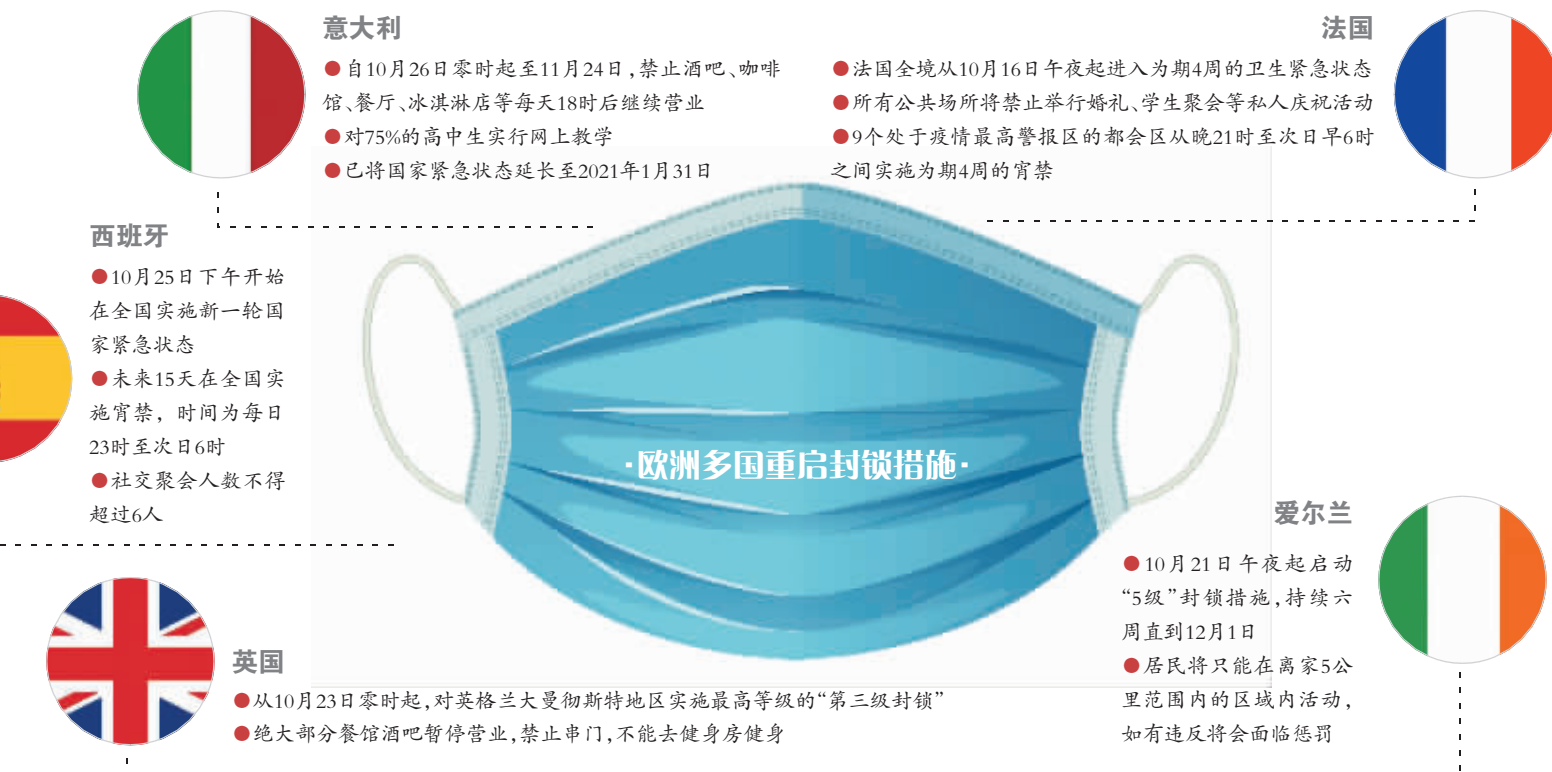 意大利
●自10月26日零时起至11月24日，禁止酒吧、咖啡
馆、餐厅、冰淇淋店等每天18时后继续营业
●对75%的高中生实行网上教学
●已将国家紧急状态延长至2021年1月31日
法国
●法国全境从10月16日午夜起进入为期4周的卫生紧急状态
●所有公共场所将禁止举行婚礼、学生聚会等私人庆祝活动
●9个处于疫情最高警报区的都会区从晚21时至次日早6时
之间实施为期4周的宵禁
西班牙
●10月25日下午开始
在全国实施新一轮国
家紧急状态
●未来15天在全国实
施宵禁，时间为每日
23时至次日6时
●社交聚会人数不得
超过6人
·欧洲多国重启封锁措施·
爱尔兰
●10月21日午夜起启动
“5级”封锁措施，持续六
周直到12月1日
●居民将只能在离家5公
里范围内的区域内活动，
如有违反将会面临惩罚
英国
●从10月23日零时起，对英格兰大曼彻斯特地区实施最高等级的“第三级封锁”
●绝大部分餐馆酒吧暂停营业，禁止串门，不能去健身房健身